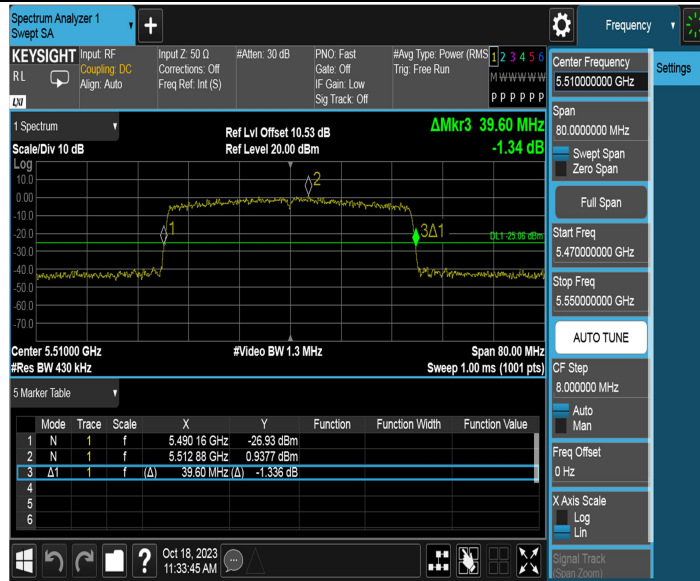 Spectrum Analyzer 1
Swept SA
+
Frequency
KEYSIGHT
RL
LXI
Input: RF
Coupling: DC
Align: Auto
Input Z: 50 Ω
Corrections: Off
Freq Ref: Int (S)
#Atten: 30 dB
PNO: Fast
Gate: Off
IF Gain: Low
Sig Track: Off
#Avg Type: Power (RMS
Trig: Free Run
1 2 3 4 5 6
M W W W W W
P P P P P P
1 Spectrum
Scale/Div 10 dB
Ref Lvl Offset 10.53 dB
Ref Level 20.00 dBm
ΔMkr3 39.60 MHz
-1.34 dB
Log
10.0
0.00
-10.0
-20.0
-30.0
-40.0
-50.0
-60.0
-70.0
1
2
3Δ1
DL1 -25.06 dBm
Center 5.51000 GHz
#Res BW 430 kHz
#Video BW 1.3 MHz
Span 80.00 MHz
Sweep 1.00 ms (1001 pts)
5 Marker Table
Mode Trace Scale X Y Function Function Width Function Value
1 N 1 f 5.490 16 GHz -26.93 dBm
2 N 1 f 5.512 88 GHz 0.9377 dBm
3 Δ1 1 f (Δ) 39.60 MHz (Δ) -1.336 dB
4
5
6
Oct 18, 2023
11:33:45 AM
?
Center Frequency
5.510000000 GHz
Settings
Span
80.0000000 MHz
Swept Span
Zero Span
Full Span
Start Freq
5.470000000 GHz
Stop Freq
5.550000000 GHz
AUTO TUNE
CF Step
8.000000 MHz
Auto
Man
Freq Offset
0 Hz
X Axis Scale
Log
Lin
Signal Track
(Span Zoom)